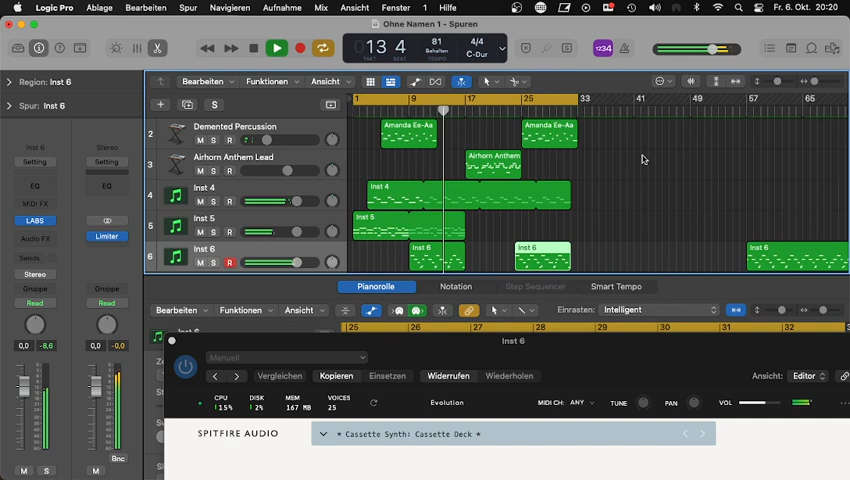 Logic Pro Ablage Bearbeiten Spur Navigieren Aufnahme Mix Ansicht Fenster 1 Hilfe Fr. 6. Okt. 20:20
Ohne Namen 1 - Spuren
13 4 81 4/4
TAKT BEAT Behalten TEMPO C-Dur
1234
Region: Inst 6
Spur: Inst 6
Bearbeiten Funktionen Ansicht
S
1 9 17 25 33 41 49 57 65
2 Demented Percussion
M S R
Amanda Ee-Aa Amanda Ee-Aa
3 Airhorn Anthem Lead
M S R
Airhorn Anthem
4 Inst 4
M S R
Inst 4
5 Inst 5
M S R
Inst 5
6 Inst 6
M S R
Inst 6 Inst 6 Inst 6
Inst 6 Stereo
Setting Setting
EQ EQ
MIDI FX
LABS
Audio FX Limiter
Sends
Stereo
Gruppe Gruppe
Read Read
0,0 -8,6 0,0 -0,0
Bnc
M S M
Pianorolle Notation Step Sequencer Smart Tempo
Bearbeiten Funktionen Ansicht Einrasten: Intelligent
25 26 27 28 29 30 31 32
Inst 6
Manuell
Vergleichen Kopieren Einsetzen Widerrufen Wiederholen Ansicht: Editor
CPU DISK MEM VOICES
15% 2% 167 MB 25
Evolution MIDI CH: ANY TUNE PAN VOL
SPITFIRE AUDIO
* Cassette Synth: Cassette Deck *